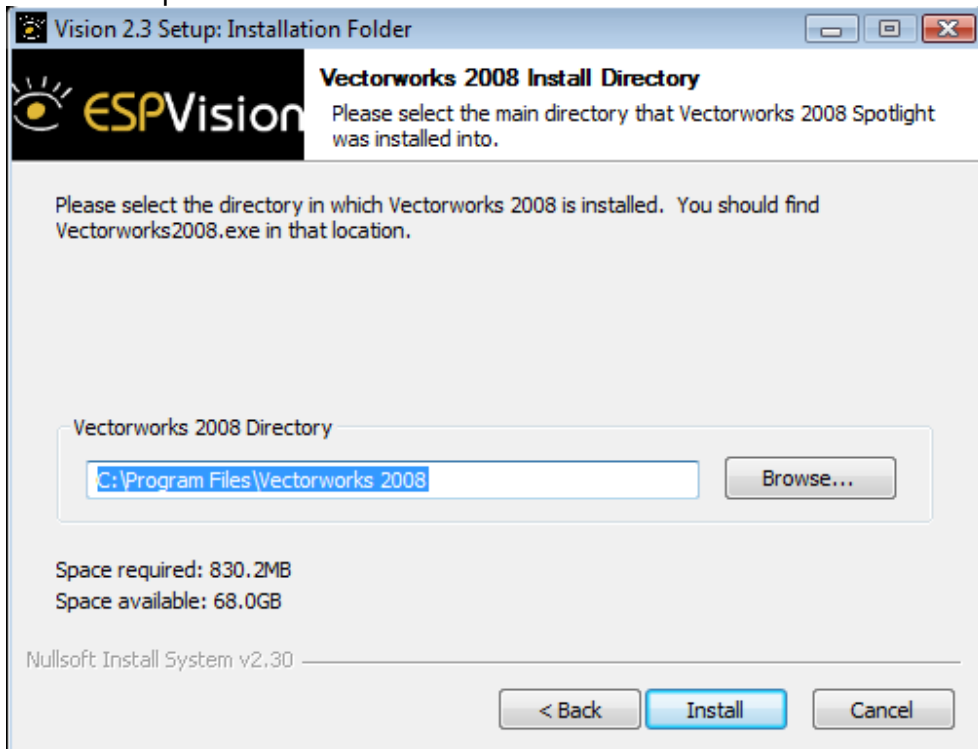 Vision 2.3 Setup: Installation Folder
ESPVision
Vectorworks 2008 Install Directory
Please select the main directory that Vectorworks 2008 Spotlight
was installed into.
Please select the directory in which Vectorworks 2008 is installed.  You should find
Vectorworks2008.exe in that location.
Vectorworks 2008 Directory
C:\Program Files\Vectorworks 2008
Browse...
Space required: 830.2MB
Space available: 68.0GB
Nullsoft Install System v2.30
< Back
Install
Cancel